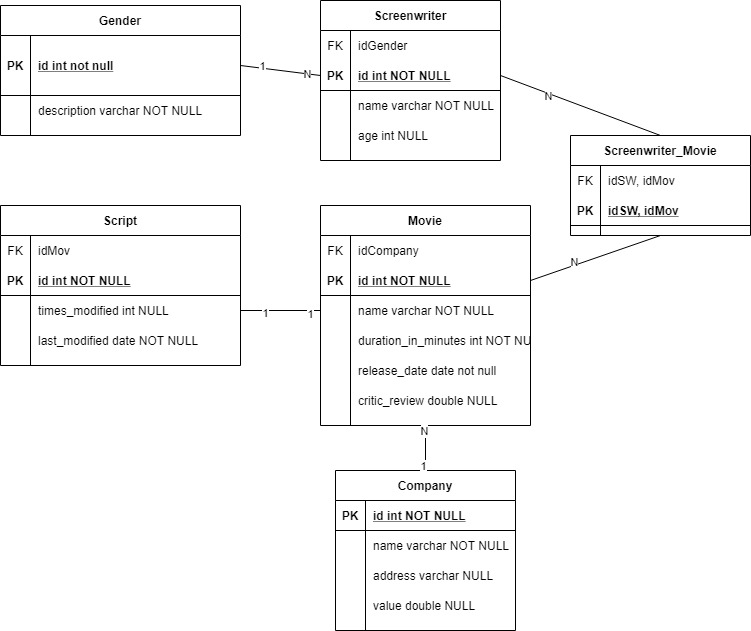 Gender
PK id int not null
description varchar NOT NULL
1
N
Screenwriter
FK idGender
PK id int NOT NULL
name varchar NOT NULL
age int NULL
N
Screenwriter_Movie
FK idSW, idMov
PK idSW, idMov
N
Script
FK idMov
PK id int NOT NULL
times_modified int NULL
last_modified date NOT NULL
1
1
Movie
FK idCompany
PK id int NOT NULL
name varchar NOT NULL
duration_in_minutes int NOT NU
release_date date not null
critic_review double NULL
N
1
Company
PK id int NOT NULL
name varchar NOT NULL
address varchar NULL
value double NULL